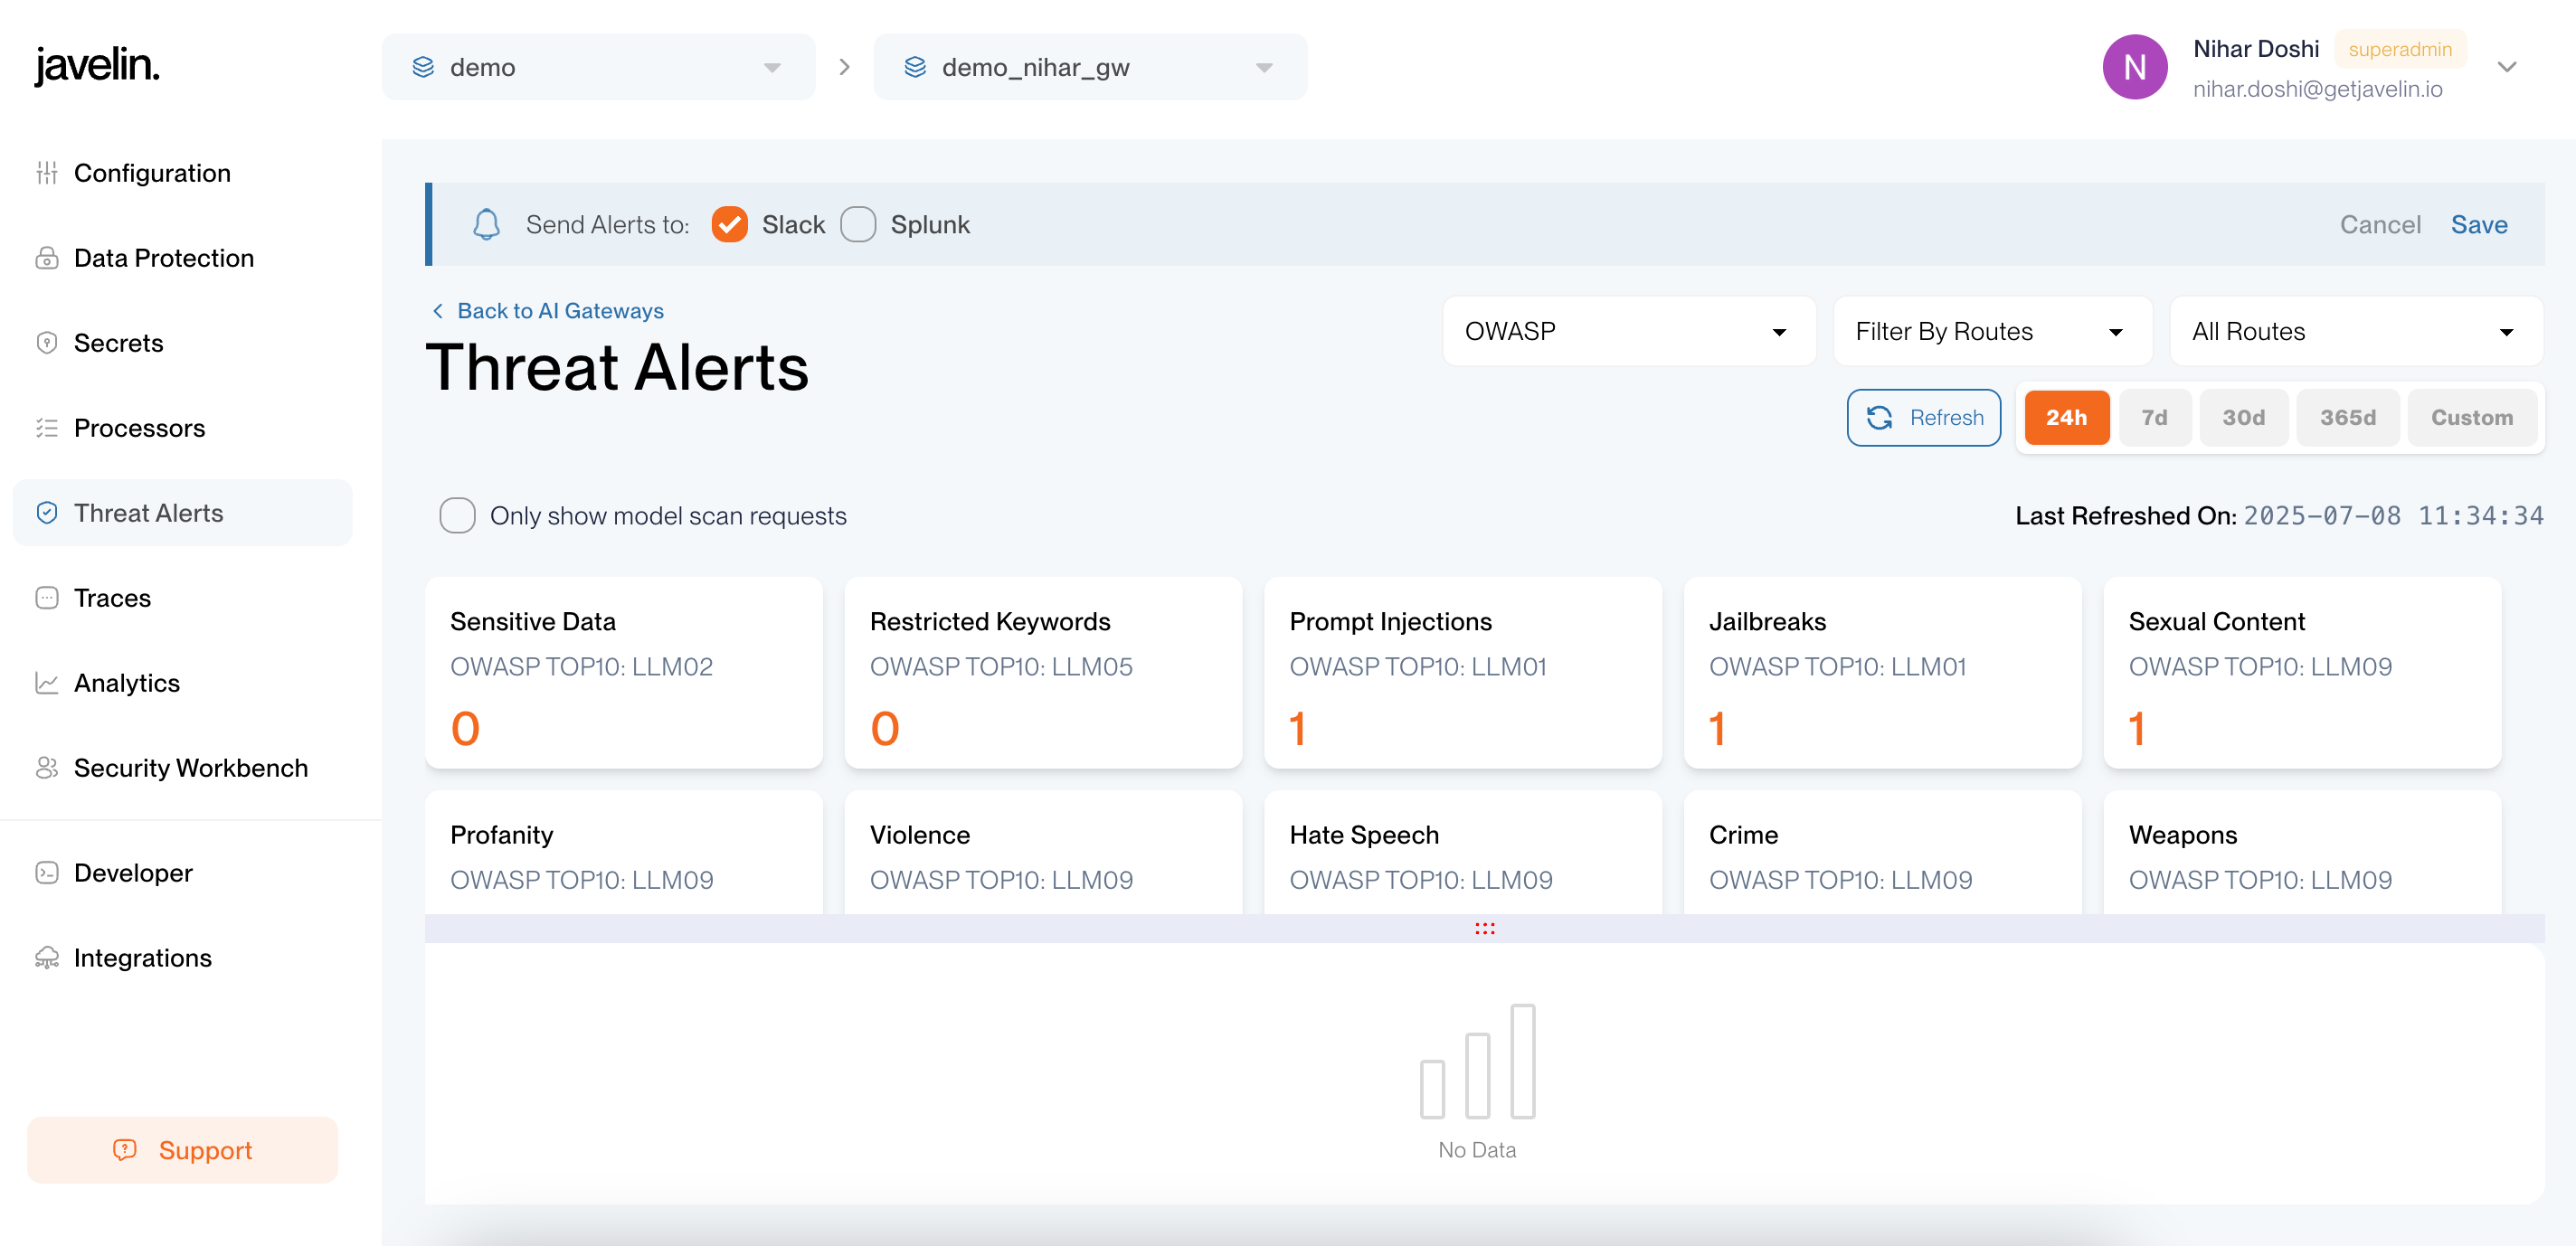 javelin.
demo
demo_nihar_gw
N
Nihar Doshi
superadmin
nihar.doshi@getjavelin.io
Configuration
Data Protection
Secrets
Processors
Threat Alerts
Traces
Analytics
Security Workbench
Developer
Integrations
Support
Send Alerts to: Slack Splunk
Cancel Save
Back to AI Gateways
Threat Alerts
OWASP
Filter By Routes
All Routes
Refresh
24h 7d 30d 365d Custom
Only show model scan requests
Last Refreshed On: 2025-07-08 11:34:34
Sensitive Data
OWASP TOP10: LLM02
0
Restricted Keywords
OWASP TOP10: LLM05
0
Prompt Injections
OWASP TOP10: LLM01
1
Jailbreaks
OWASP TOP10: LLM01
1
Sexual Content
OWASP TOP10: LLM09
1
Profanity
OWASP TOP10: LLM09
Violence
OWASP TOP10: LLM09
Hate Speech
OWASP TOP10: LLM09
Crime
OWASP TOP10: LLM09
Weapons
OWASP TOP10: LLM09
No Data